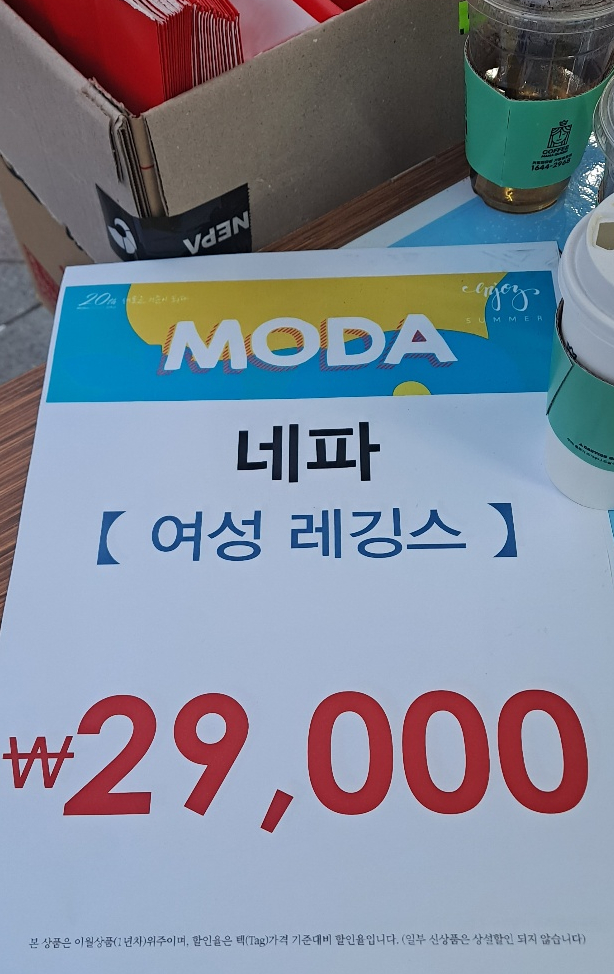 COFFEE
1644-2968
NEPA
enjoy
SUMMER
MODA
네파
【 여성 레깅스 】
₩29,000
본 상품은 이월상품(1년차)위주이며, 할인율은 택(Tag)가격 기준대비 할인율입니다. (일부 신상품은 상설할인 되지 않습니다)